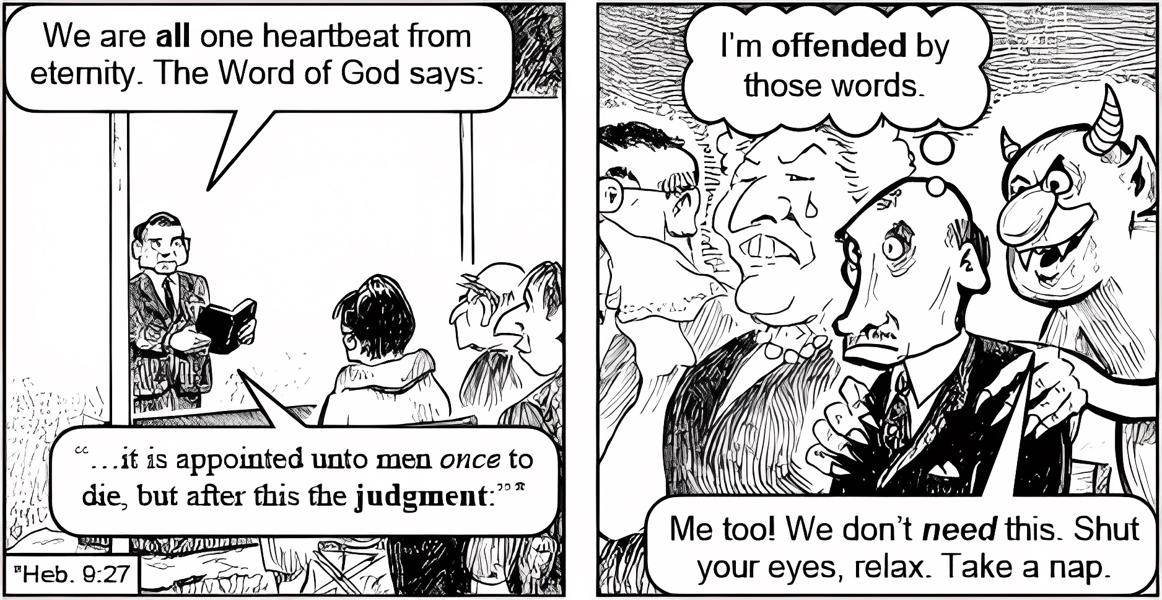 We are all one heartbeat from
eternity. The Word of God says:
“...it is appointed unto men once to
die, but after this the judgment:”*
*Heb. 9:27
I'm offended by
those words.
Me too! We don't need this. Shut
your eyes, relax. Take a nap.